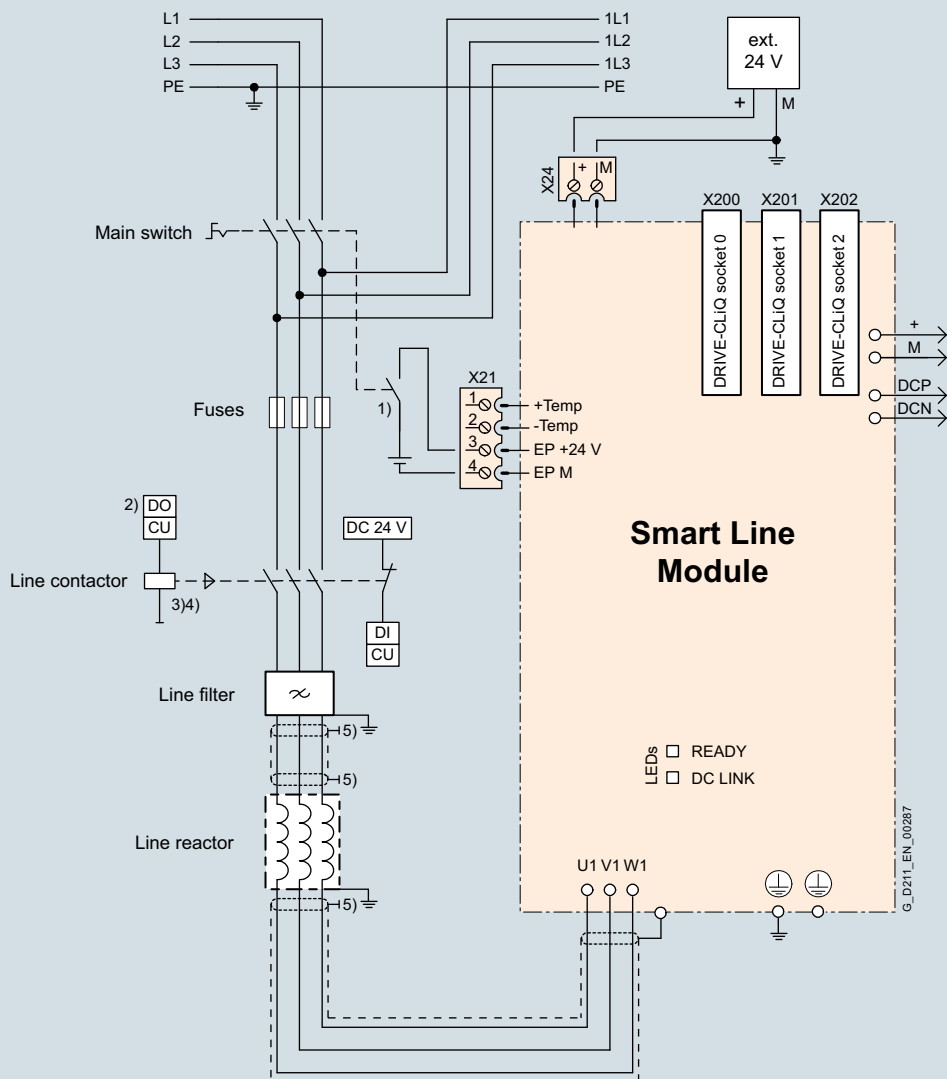 L1
L2
L3
PE
1L1
1L2
1L3
PE
ext.
24 V
+
M
X24
+
M
X200
X201
X202
DRIVE-CLiQ socket 0
DRIVE-CLiQ socket 1
DRIVE-CLiQ socket 2
Main switch
+
M
DCP
DCN
X21
1)
1
+Temp
2
-Temp
3
EP +24 V
4
EP M
Fuses
2)
DO
CU
DC 24 V
Line contactor
3)4)
DI
CU
Smart Line
Module
Line filter
5)
5)
LEDs
READY
DC LINK
Line reactor
5)
U1 V1 W1
G_D211_EN_00287